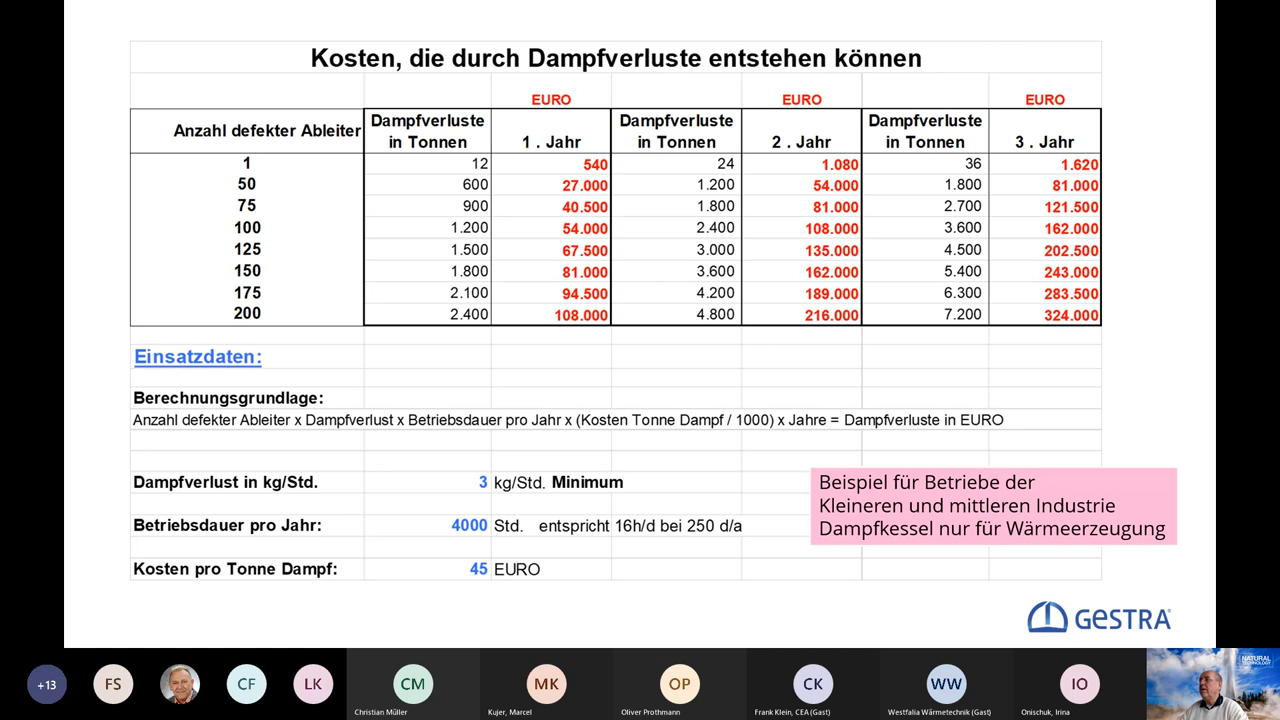 Kosten, die durch Dampfverluste entstehen können
EURO EURO EURO
Anzahl defekter Ableiter Dampfverluste in Tonnen 1 . Jahr Dampfverluste in Tonnen 2 . Jahr Dampfverluste in Tonnen 3 . Jahr
1 12 540 24 1.080 36 1.620
50 600 27.000 1.200 54.000 1.800 81.000
75 900 40.500 1.800 81.000 2.700 121.500
100 1.200 54.000 2.400 108.000 3.600 162.000
125 1.500 67.500 3.000 135.000 4.500 202.500
150 1.800 81.000 3.600 162.000 5.400 243.000
175 2.100 94.500 4.200 189.000 6.300 283.500
200 2.400 108.000 4.800 216.000 7.200 324.000
Einsatzdaten:
Berechnungsgrundlage:
Anzahl defekter Ableiter x Dampfverlust x Betriebsdauer pro Jahr x (Kosten Tonne Dampf / 1000) x Jahre = Dampfverluste in EURO
Dampfverlust in kg/Std. 3 kg/Std. Minimum
Betriebsdauer pro Jahr: 4000 Std. entspricht 16h/d bei 250 d/a
Kosten pro Tonne Dampf: 45 EURO
Beispiel für Betriebe der
Kleineren und mittleren Industrie
Dampfkessel nur für Wärmeerzeugung
GESTRA
+13 FS CF LK CM MK OP CK WW IO
Christian Müller Kujer, Marcel Oliver Prothmann Frank Klein, CEA (Gast) Westfalia Wärmetechnik (Gast) Onischuk, Irina
NATURAL
TECHNOLOGY